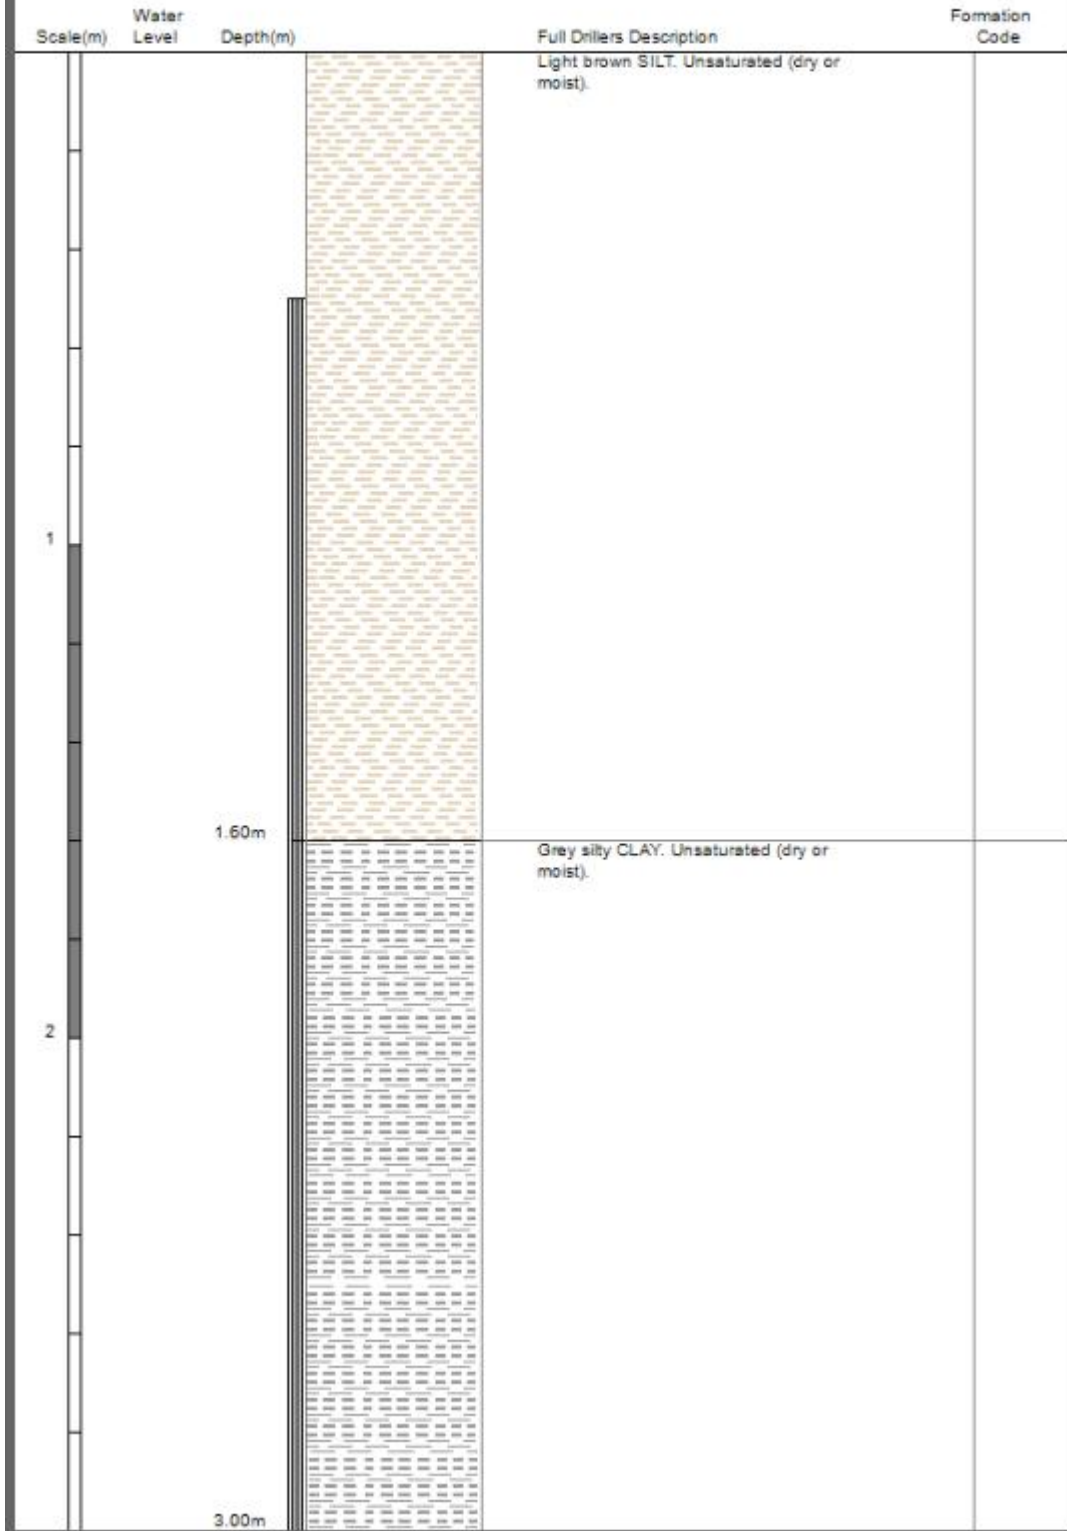 Water Formation
Scale(m) Level Depth(m) Full Drillers Description Code
Light brown SILT. Unsaturated (dry or
moist).
1
1.60m
Grey silty CLAY. Unsaturated (dry or
moist).
2
3.00m